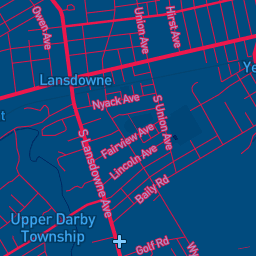 Owen Ave
Union Ave
Hirst Ave
Lansdowne
Nyack Ave
S Union Ave
S Lansdowne Ave
Fairview Ave
Lincoln Ave
Baily Rd
Upper Darby
Township
Golf Rd